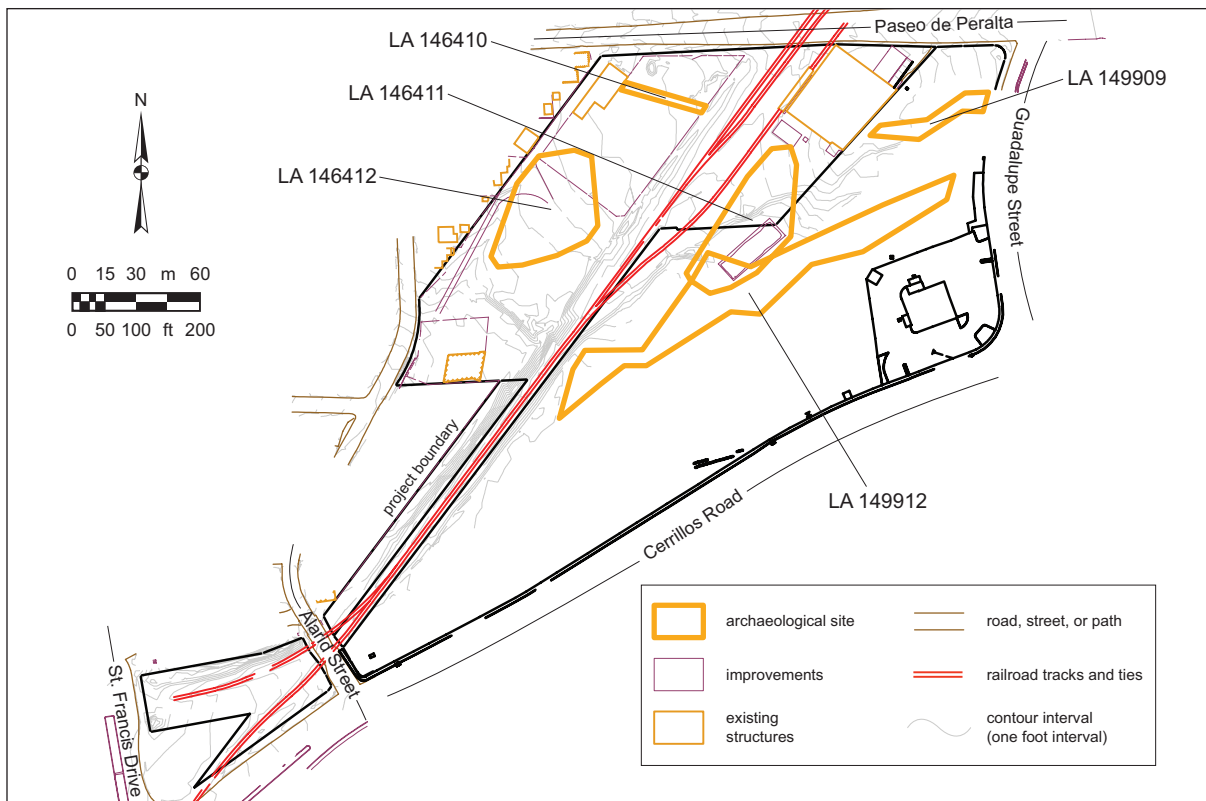 Paseo de Peralta
LA 146410
LA 149909
LA 146411
Guadalupe Street
N
LA 146412
0 15 30 m 60
0 50 100 ft 200
project boundary
LA 149912
Cerrillos Road
Alarid Street
St. Francis Drive
archaeological site
road, street, or path
improvements
railroad tracks and ties
existing
structures
contour interval
(one foot interval)